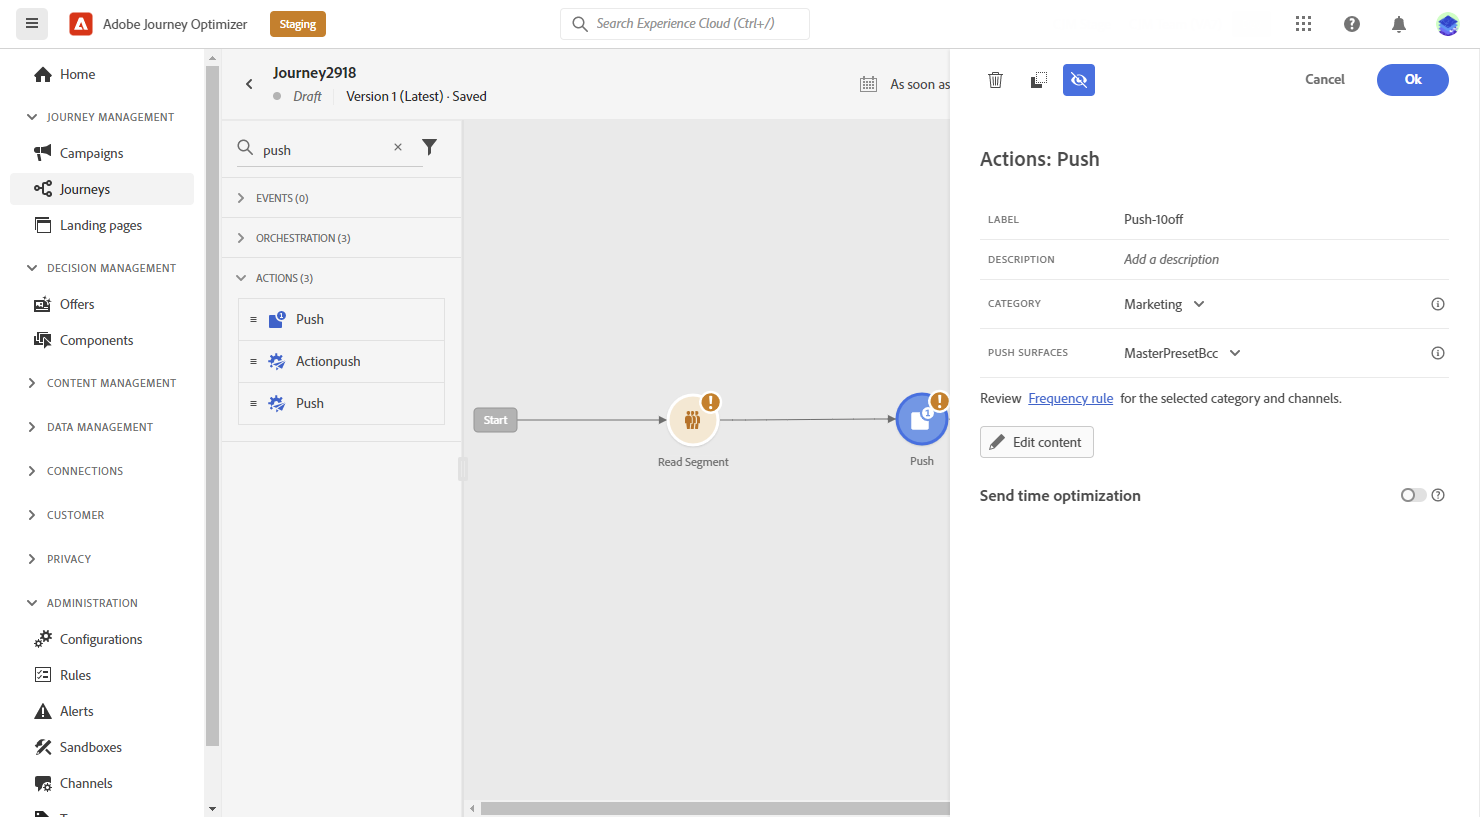 Adobe Journey Optimizer
Staging
Search Experience Cloud (Ctrl+/)
Home
JOURNEY MANAGEMENT
Campaigns
Journeys
Landing pages
DECISION MANAGEMENT
Offers
Components
CONTENT MANAGEMENT
DATA MANAGEMENT
CONNECTIONS
CUSTOMER
PRIVACY
ADMINISTRATION
Configurations
Rules
Alerts
Sandboxes
Channels
Journey2918
Draft
Version 1 (Latest) · Saved
As soon as
push
EVENTS (0)
ORCHESTRATION (3)
ACTIONS (3)
Push
Actionpush
Push
Start
Read Segment
Push
Cancel
Ok
Actions: Push
LABEL
Push-10off
DESCRIPTION
Add a description
CATEGORY
Marketing
PUSH SURFACES
MasterPresetBcc
Review Frequency rule for the selected category and channels.
Edit content
Send time optimization